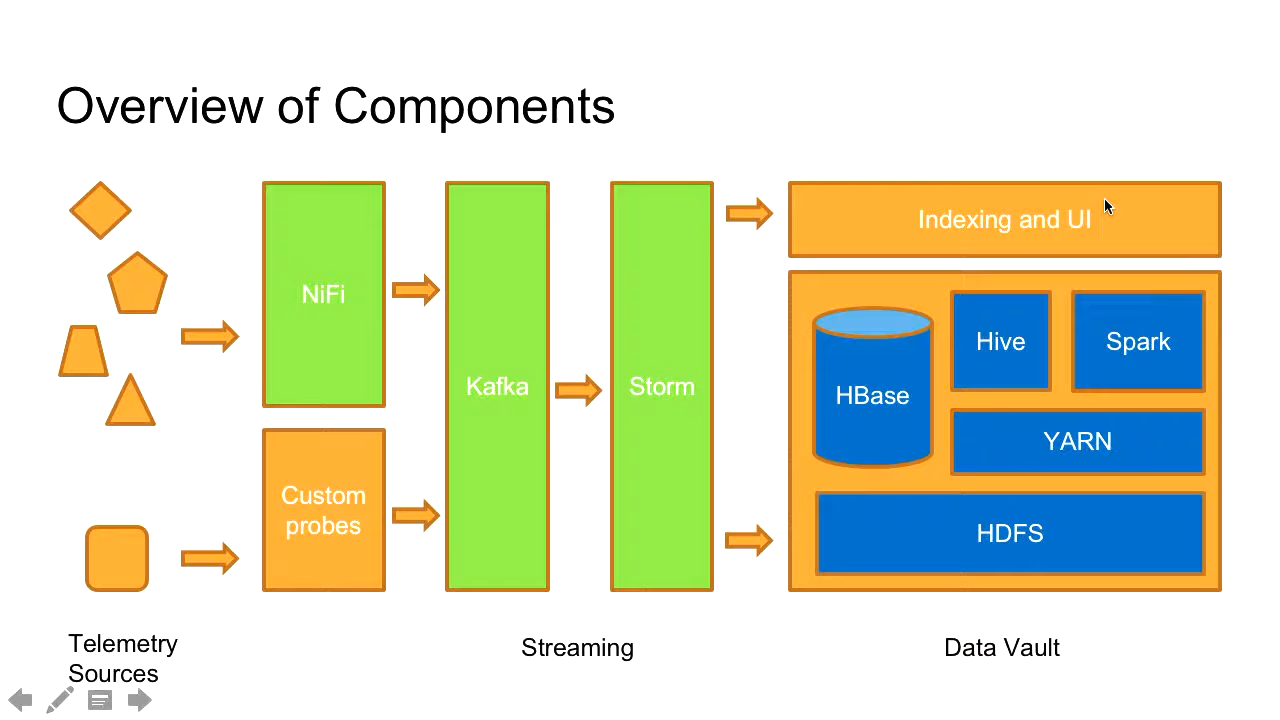 Overview of Components
NiFi
Custom
probes
Kafka
Storm
Indexing and UI
HBase
Hive
Spark
YARN
HDFS
Telemetry
Sources
Streaming
Data Vault